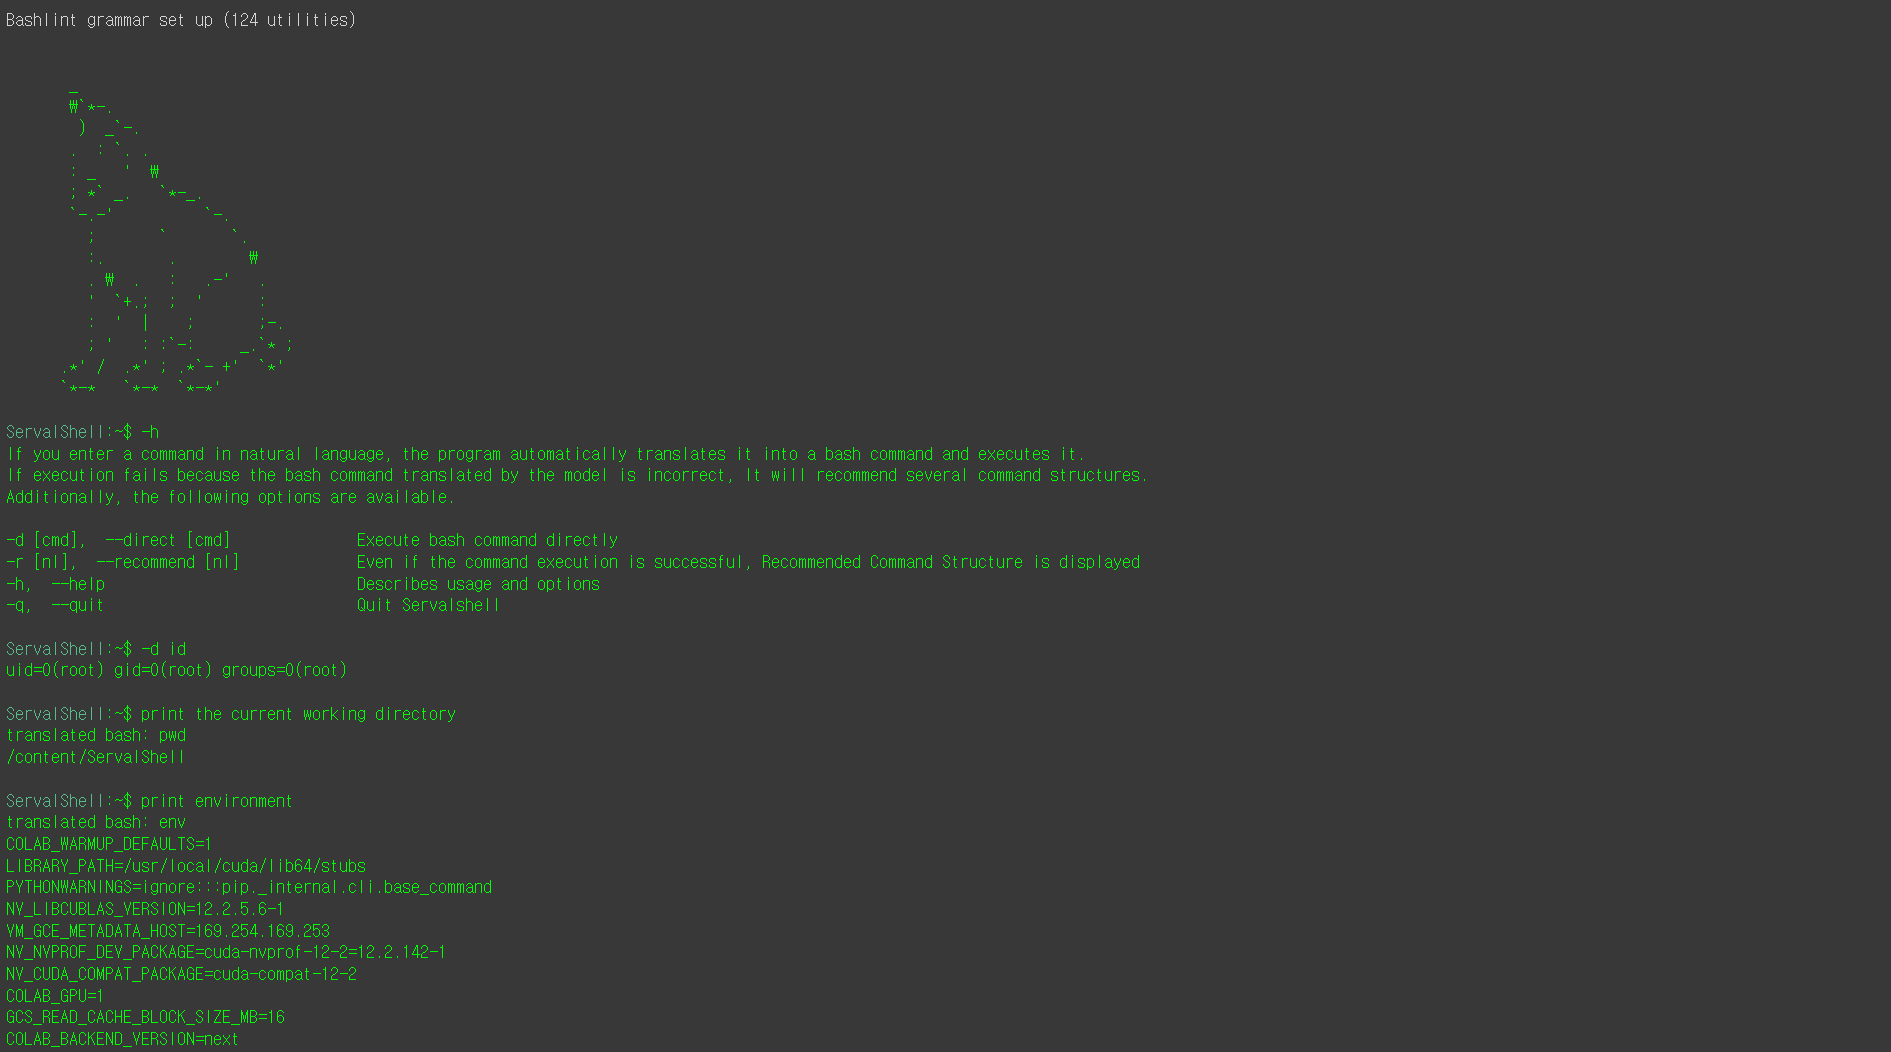 Bashlint grammar set up (124 utilities)
       _
       ₩`*-.
        )  _`-.
       .  : `. .
       : _   '  ₩
       ; *` _.   `*-_.
       `-.-'          `-.
         ;       `       `.
         :.       .        ₩
         . ₩  .   :   .-'   .
         '  `+.;  ;  '      :
         :  '  |    ;       ;-.
         ; '   : :`-:     _.`* ;
      .*' /  .*' ; .*`- +'  `*'
      `*-*   `*-*  `*-*'
ServalShell:~$ -h
If you enter a command in natural language, the program automatically translates it into a bash command and executes it.
If execution fails because the bash command translated by the model is incorrect, It will recommend several command structures.
Additionally, the following options are available.
-d [cmd],  --direct [cmd]              Execute bash command directly
-r [nl],  --recommend [nl]             Even if the command execution is successful, Recommended Command Structure is displayed
-h,  --help                            Describes usage and options
-q,  --quit                            Quit Servalshell
ServalShell:~$ -d id
uid=0(root) gid=0(root) groups=0(root)
ServalShell:~$ print the current working directory
translated bash: pwd
/content/ServalShell
ServalShell:~$ print environment
translated bash: env
COLAB_WARMUP_DEFAULTS=1
LIBRARY_PATH=/usr/local/cuda/lib64/stubs
PYTHONWARNINGS=ignore:::pip._internal.cli.base_command
NV_LIBCUBLAS_VERSION=12.2.5.6-1
VM_GCE_METADATA_HOST=169.254.169.253
NV_NVPROF_DEV_PACKAGE=cuda-nvprof-12-2=12.2.142-1
NV_CUDA_COMPAT_PACKAGE=cuda-compat-12-2
COLAB_GPU=1
GCS_READ_CACHE_BLOCK_SIZE_MB=16
COLAB_BACKEND_VERSION=next